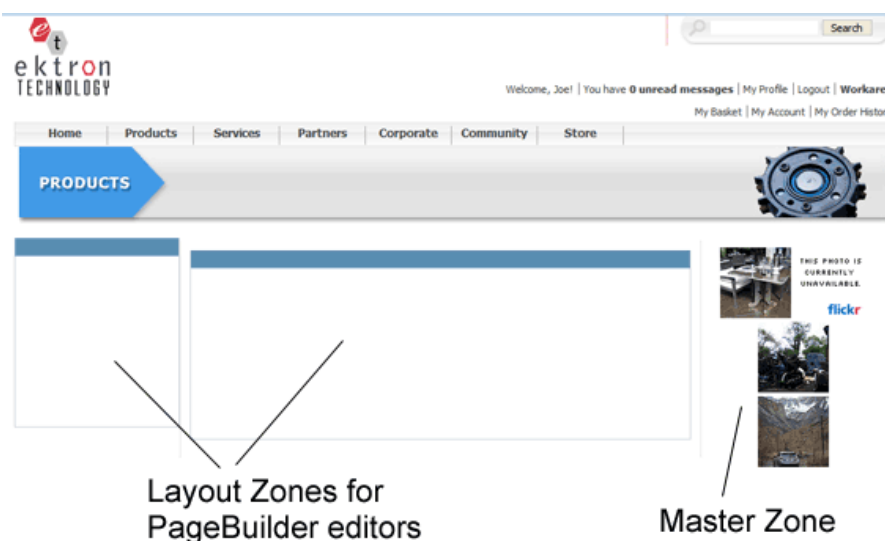 et
ektron
TECHNOLOGY
Search
Welcome, Joe! | You have 0 unread messages | My Profile | Logout | Workare
My Basket | My Account | My Order Histor
Home Products Services Partners Corporate Community Store
PRODUCTS
THIS PHOTO IS
CURRENTLY
UNAVAILABLE
flickr
Layout Zones for
PageBuilder editors
Master Zone